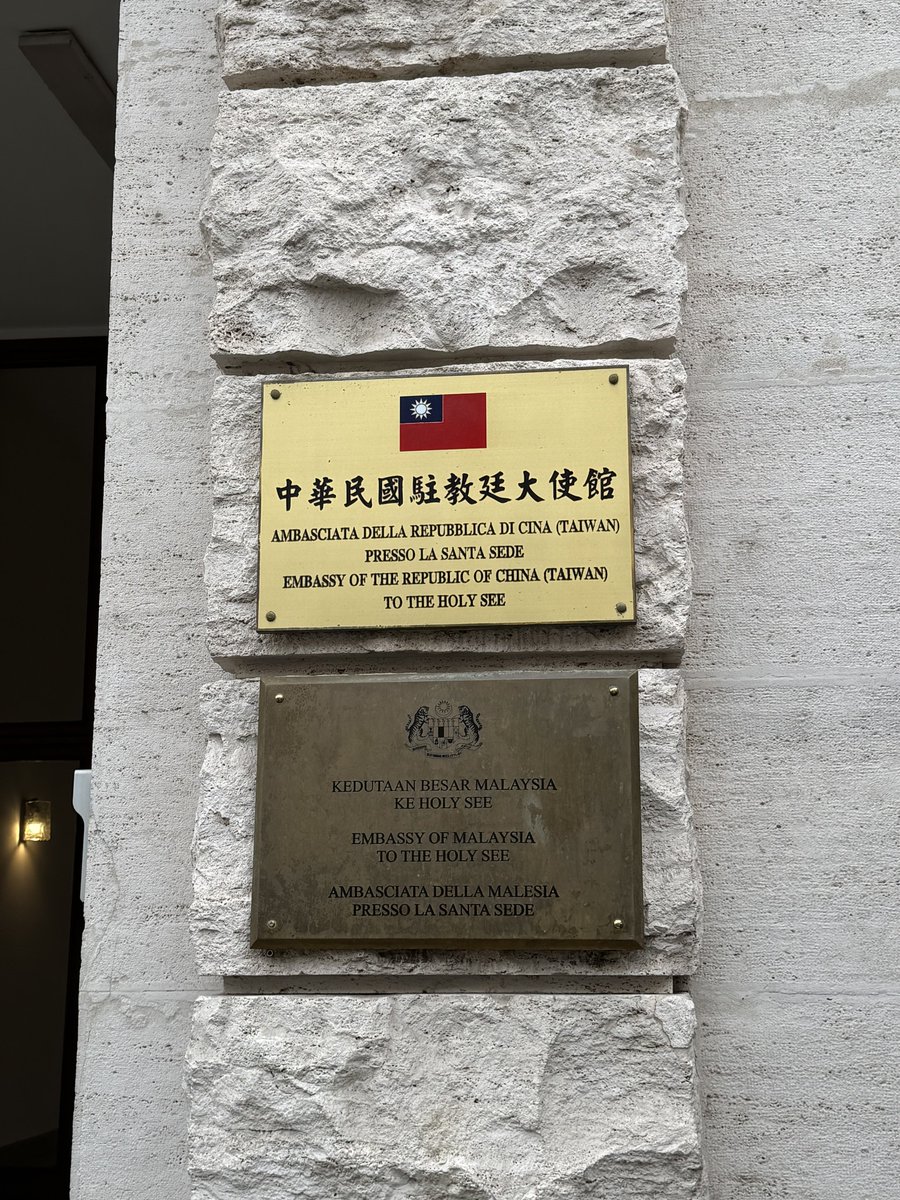 中華民國駐教廷大使館
AMBASCIATA DELLA REPUBBLICA DI CINA (TAIWAN)
PRESSO LA SANTA SEDE
EMBASSY OF THE REPUBLIC OF CHINA (TAIWAN)
TO THE HOLY SEE
KEDUTAAN BESAR MALAYSIA
KE HOLY SEE
EMBASSY OF MALAYSIA
TO THE HOLY SEE
AMBASCIATA DELLA MALESIA
PRESSO LA SANTA SEDE